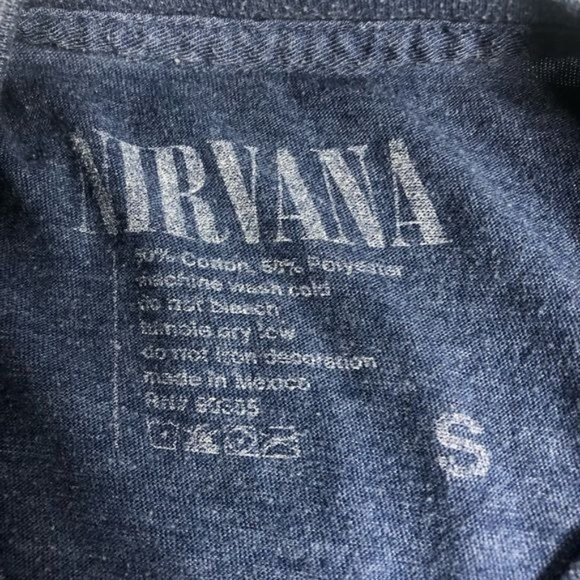 NIRVANA
50% Cotton, 50% Polyester
machine wash cold
do not bleach
tumble dry low
do not iron decoration
made in Mexico
S